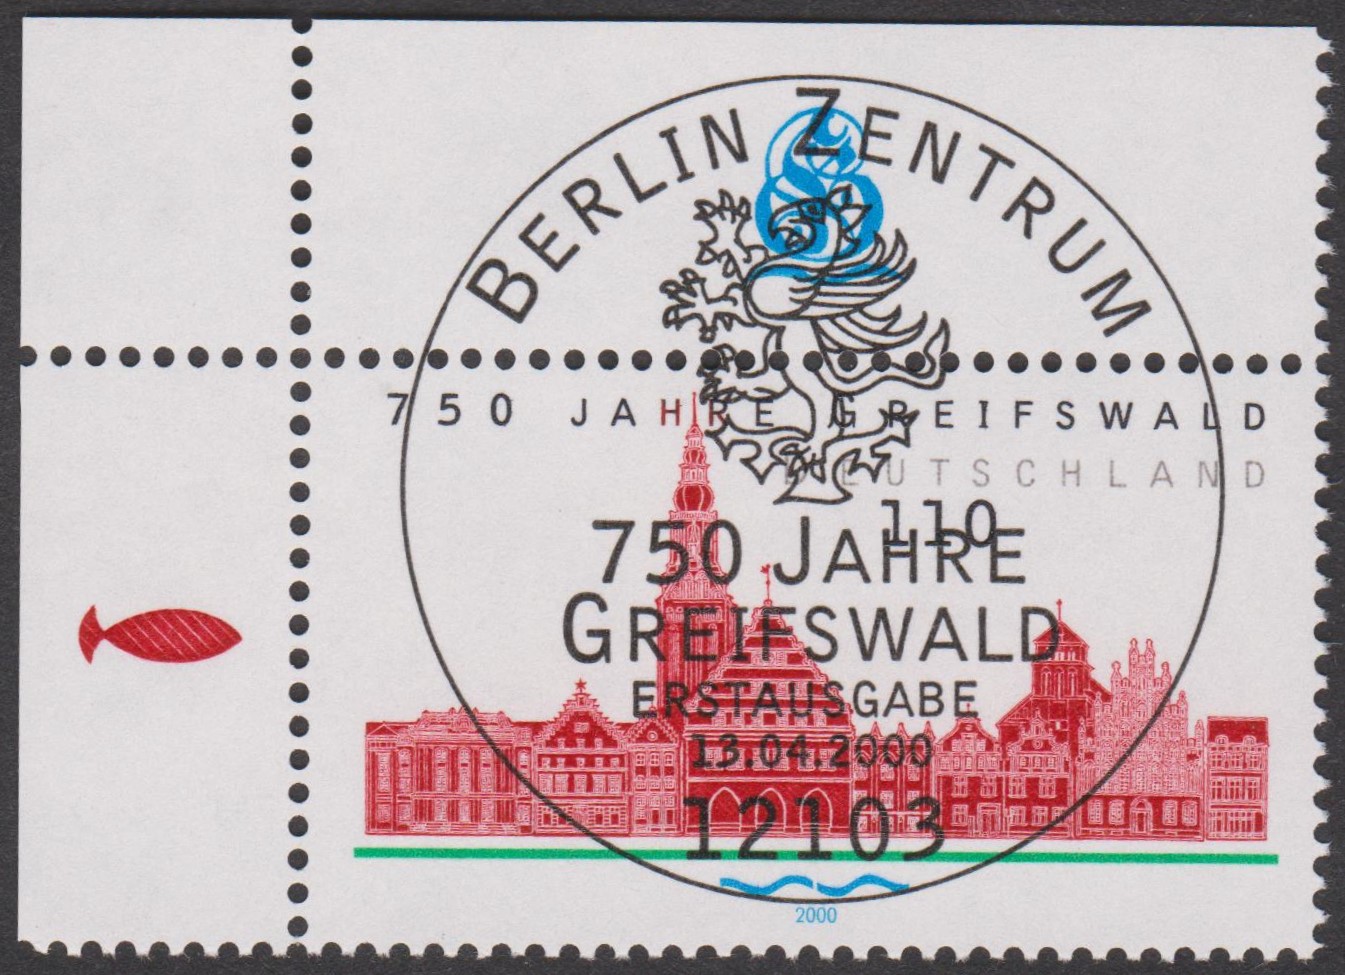 BERLIN ZENTRUM
750 JAHRE GREIFSWALD
DEUTSCHLAND
110
750 JAHRE
GREIFSWALD
ERSTAUSGABE
13.04.2000
12103
2000